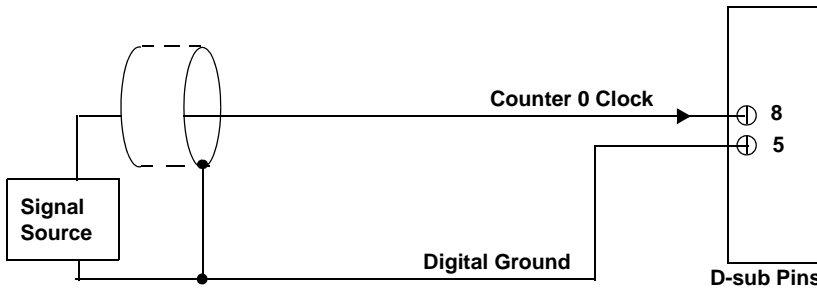 Counter 0 Clock
8
5
Signal
Source
Digital Ground
D-sub Pins